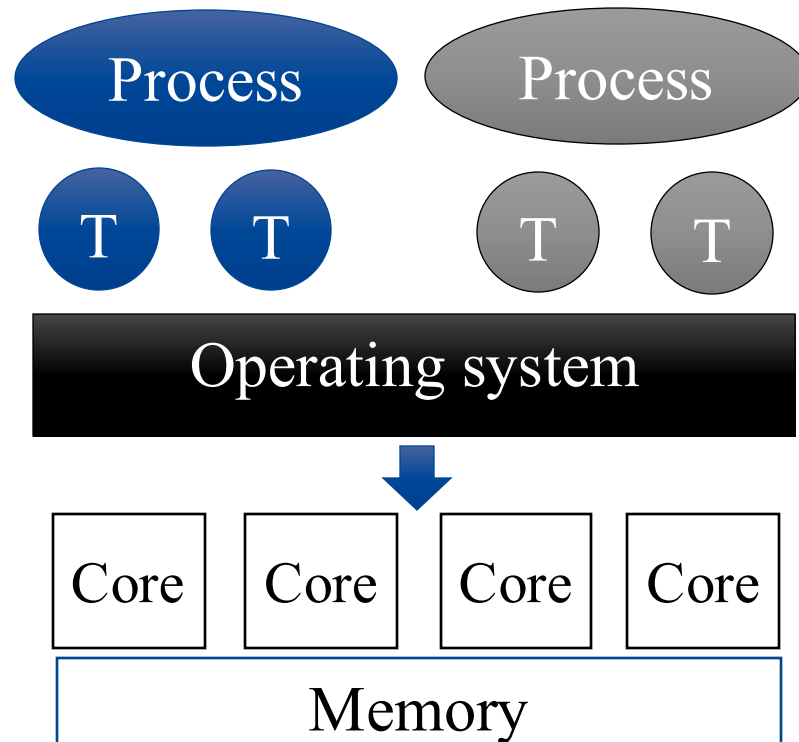 Process Process
T T T T
Operating system
Core Core Core Core
Memory